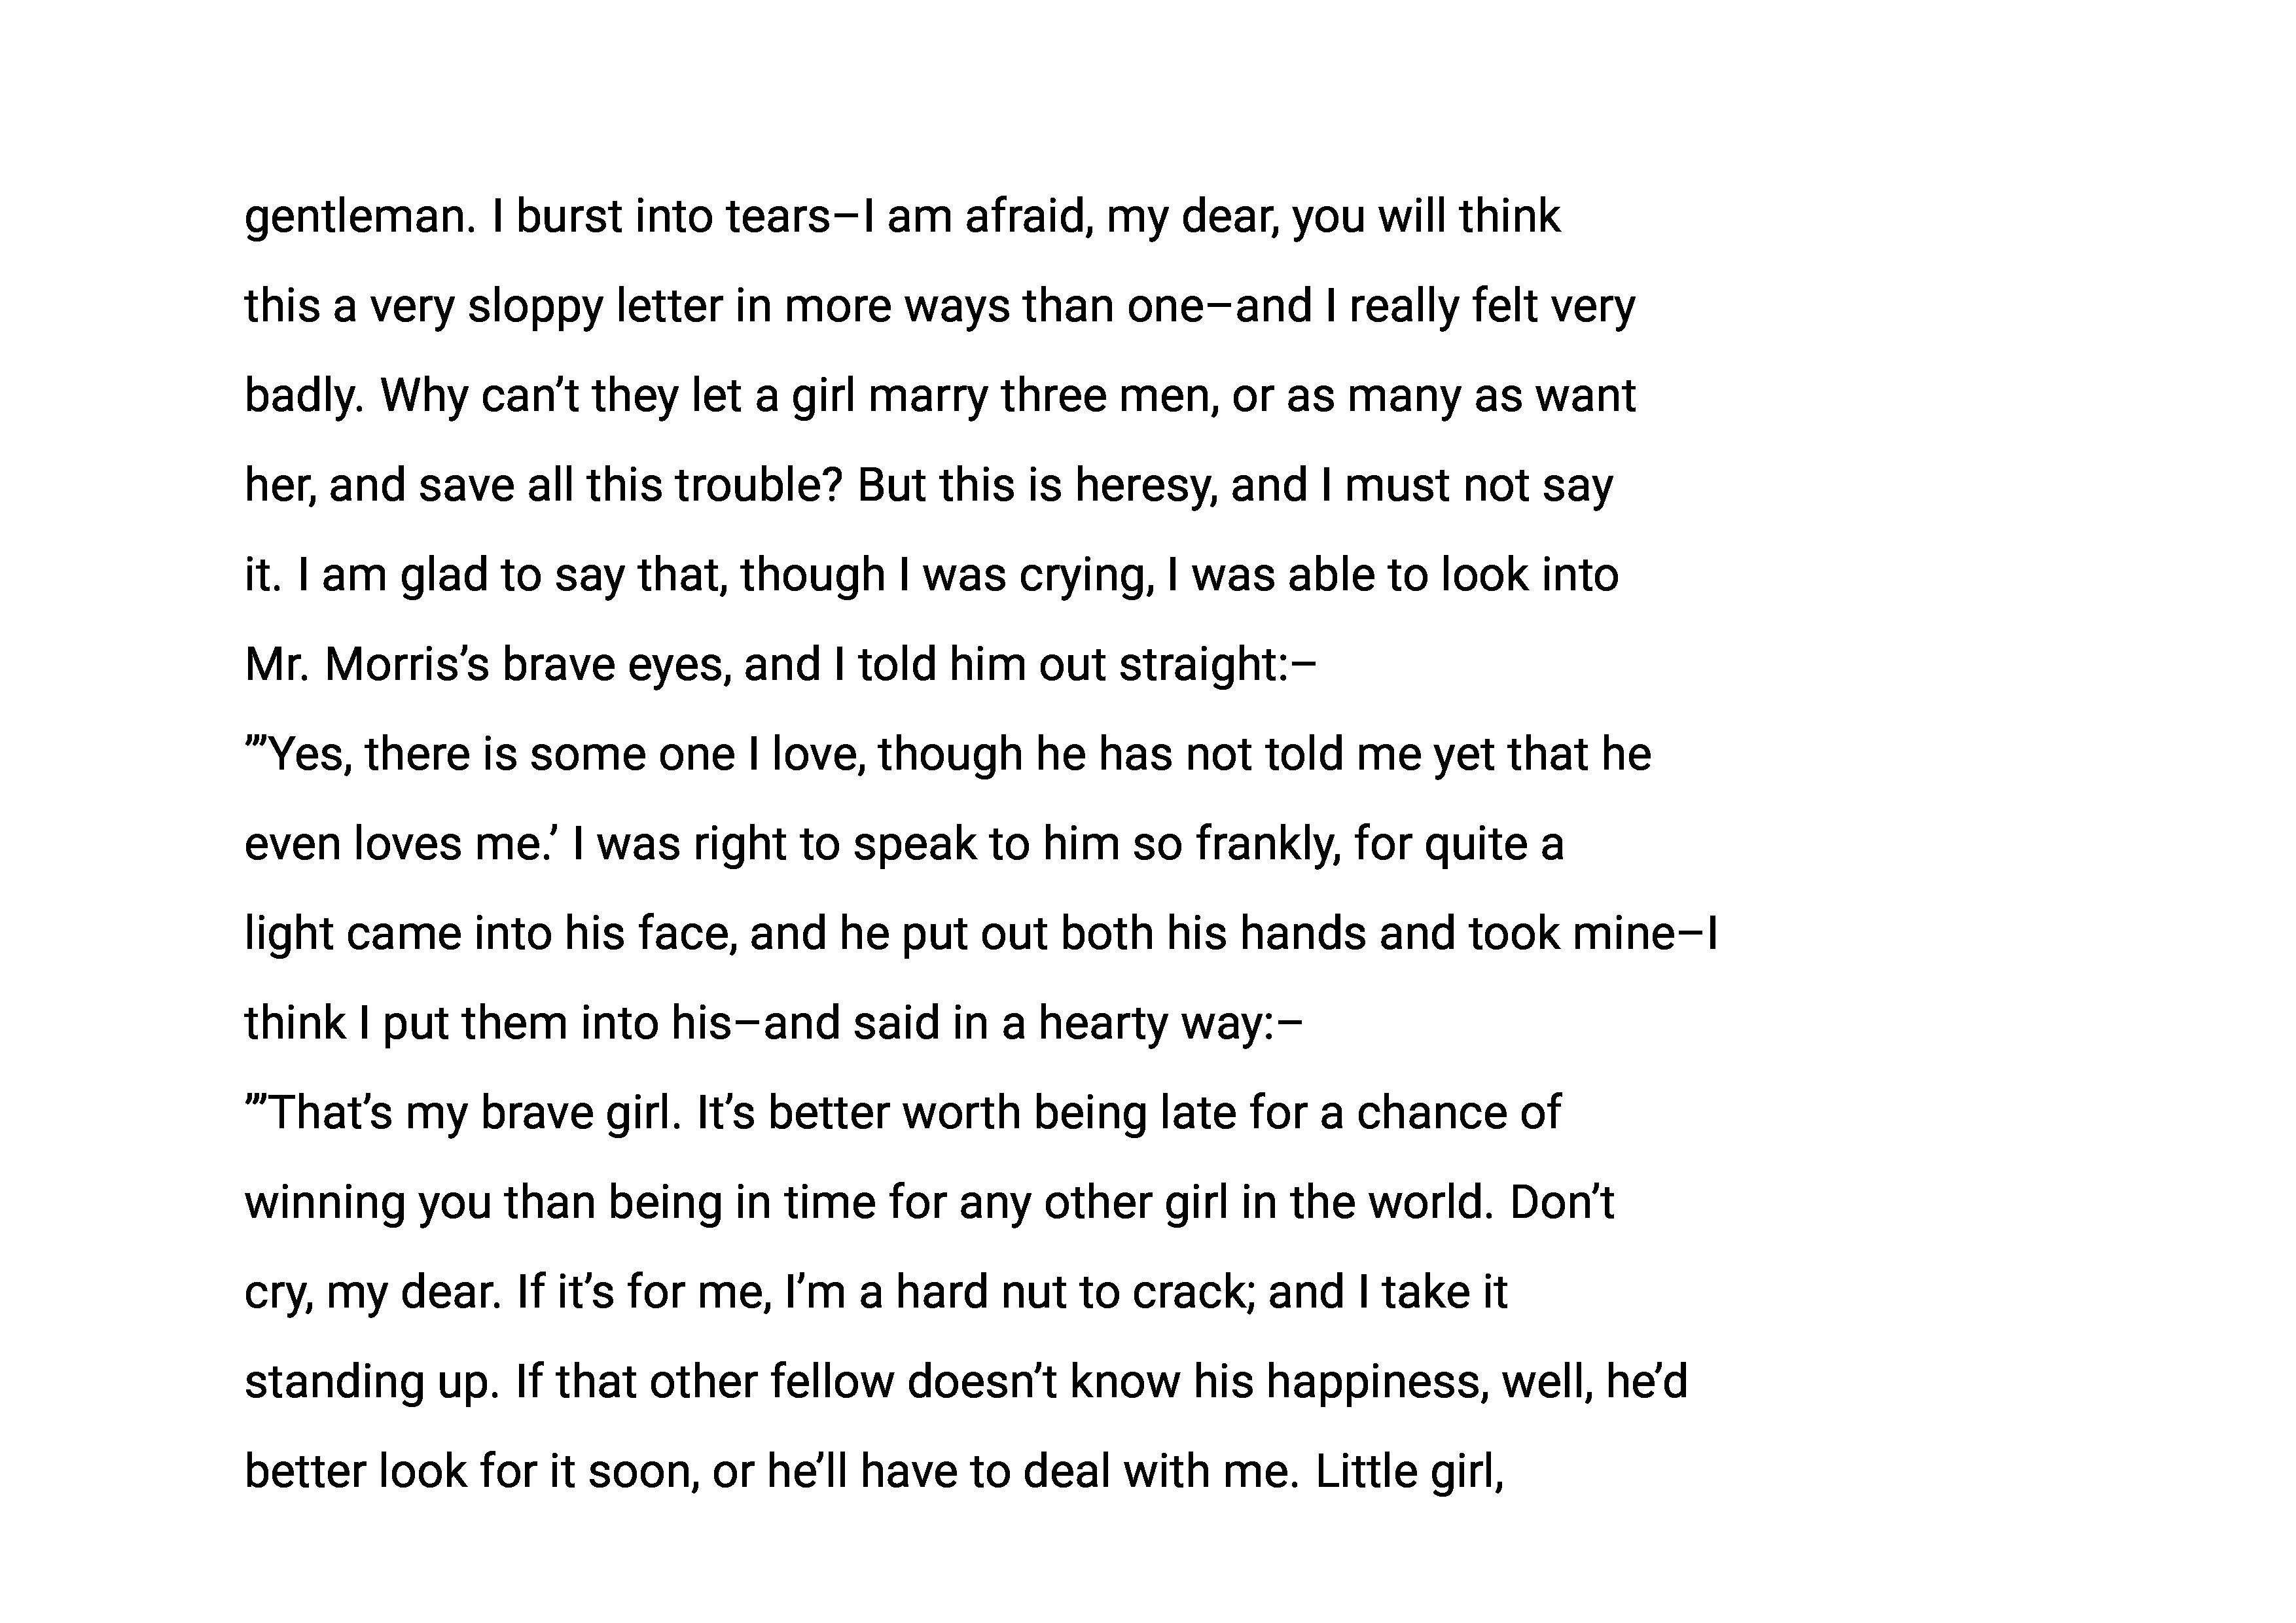 gentleman. I burst into tears–I am afraid, my dear, you will think
this a very sloppy letter in more ways than one–and I really felt very
badly. Why can’t they let a girl marry three men, or as many as want
her, and save all this trouble? But this is heresy, and I must not say
it. I am glad to say that, though I was crying, I was able to look into
Mr. Morris’s brave eyes, and I told him out straight:–
”’Yes, there is some one I love, though he has not told me yet that he
even loves me.’ I was right to speak to him so frankly, for quite a
light came into his face, and he put out both his hands and took mine–I
think I put them into his–and said in a hearty way:–
”’That’s my brave girl. It’s better worth being late for a chance of
winning you than being in time for any other girl in the world. Don’t
cry, my dear. If it’s for me, I’m a hard nut to crack; and I take it
standing up. If that other fellow doesn’t know his happiness, well, he’d
better look for it soon, or he’ll have to deal with me. Little girl,